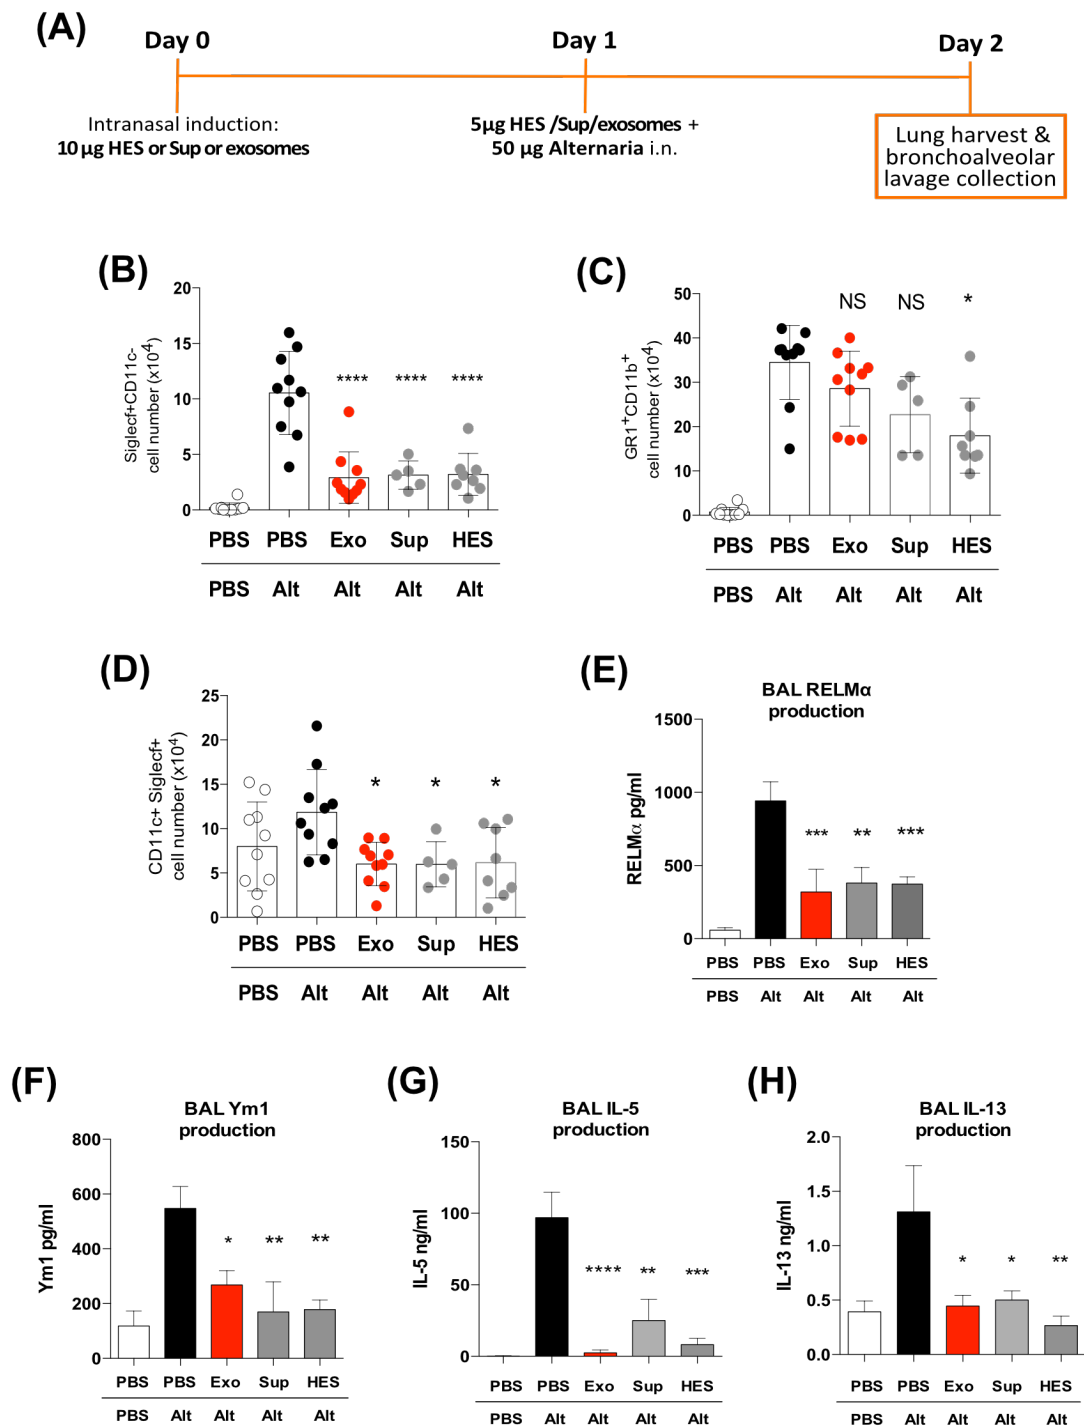 (A)
Day 0
Day 1
Day 2
Intranasal induction:
10 µg HES or Sup or exosomes
5µg HES /Sup/exosomes +
50 µg Alternaria i.n.
Lung harvest &
bronchoalveolar
lavage collection
(B)
Siglecf+CD11c-
cell number (x10⁴)
20
15
10
5
0
****
****
****
PBS PBS Exo Sup HES
PBS Alt Alt Alt Alt
(C)
GR1⁺CD11b⁺
cell number (x10⁴)
50
40
30
20
10
0
NS
NS
*
PBS PBS Exo Sup HES
PBS Alt Alt Alt Alt
(D)
CD11c+ Siglecf+
cell number (x10⁴)
25
20
15
10
5
0
*
*
*
PBS PBS Exo Sup HES
PBS Alt Alt Alt Alt
(E)
BAL RELMα
production
RELMα pg/ml
1500
1000
500
0
***
**
***
PBS PBS Exo Sup HES
PBS Alt Alt Alt Alt
(F)
BAL Ym1
production
Ym1 pg/ml
800
600
400
200
0
*
**
**
PBS PBS Exo Sup HES
PBS Alt Alt Alt Alt
(G)
BAL IL-5
production
IL-5 ng/ml
150
100
50
0
****
**
***
PBS PBS Exo Sup HES
PBS Alt Alt Alt Alt
(H)
BAL IL-13
production
IL-13 ng/ml
2.0
1.5
1.0
0.5
0.0
*
*
**
PBS PBS Exo Sup HES
PBS Alt Alt Alt Alt